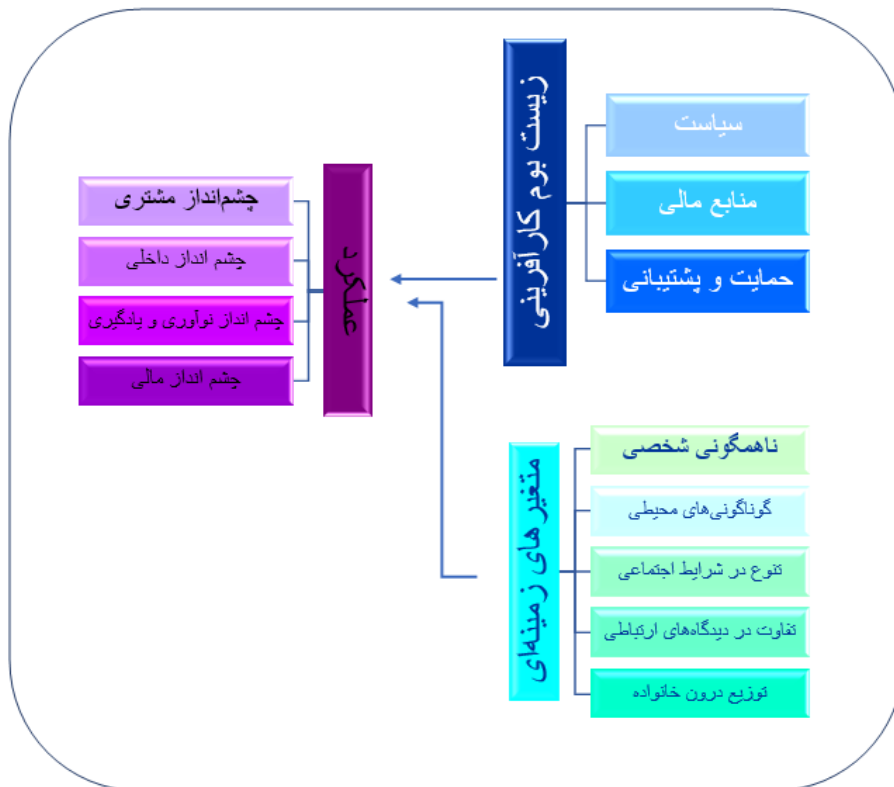 زیست بوم کارآفرینی
سیاست
منابع مالی
حمایت و پشتیبانی
عملکرد
چشم‌انداز مشتری
چشم انداز داخلی
چشم انداز نوآوری و یادگیری
چشم انداز مالی
متغیر های زمینه‌ای
ناهمگونی شخصی
گوناگونی‌های محیطی
تنوع در شرایط اجتماعی
تفاوت در دیدگاه‌های ارتباطی
توزیع درون خانواده